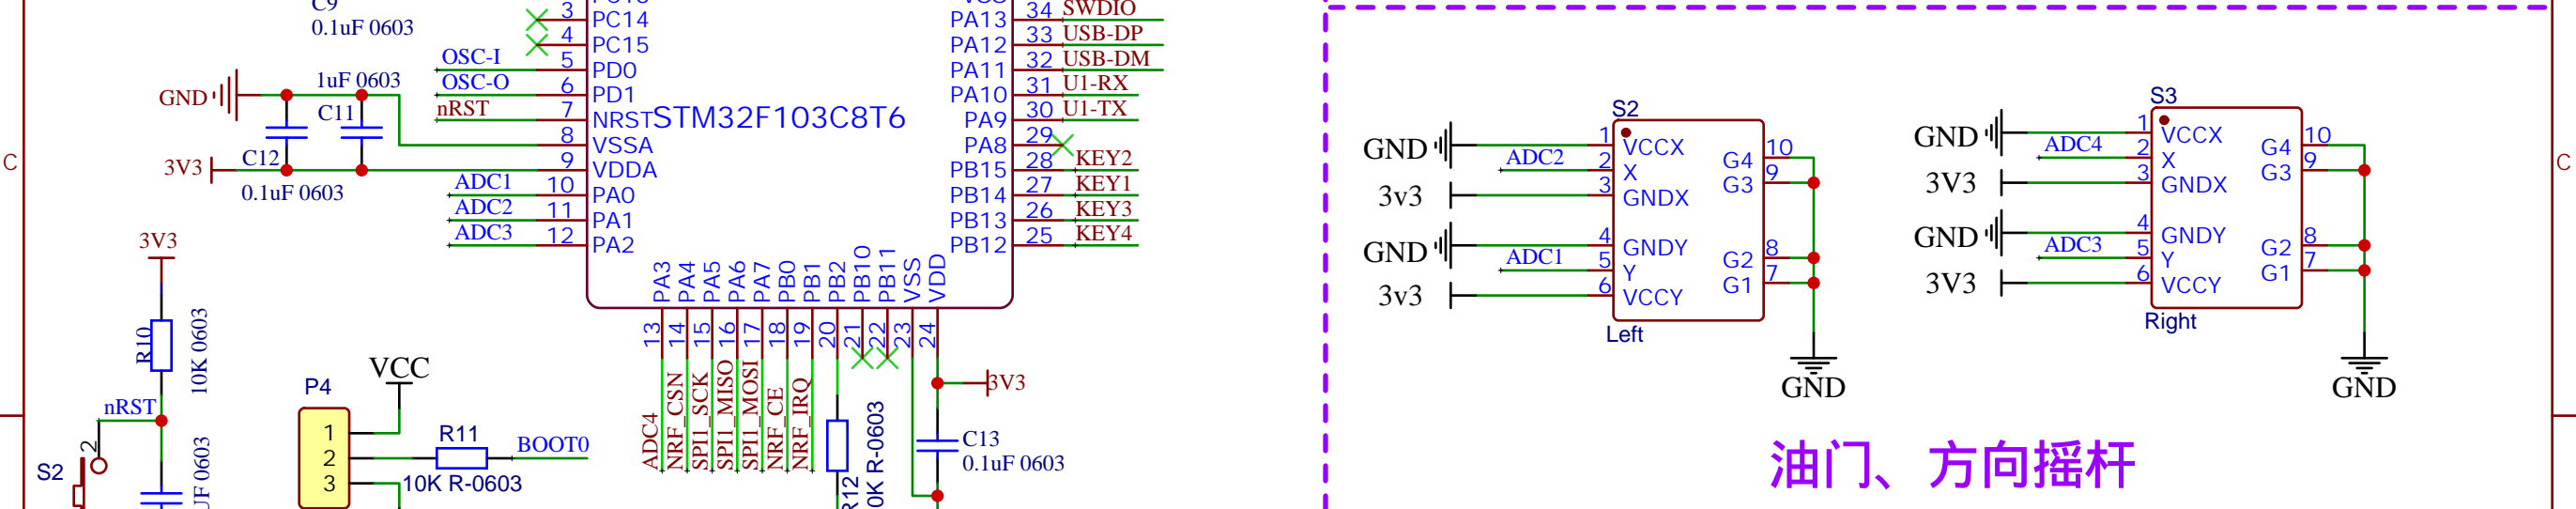 C9
0.1uF 0603
3
PC14
4
PC15
OSC-I
5
PD0
OSC-O
6
PD1
nRST
7
NRST
8
VSSA
9
VDDA
ADC1
10
PA0
ADC2
11
PA1
ADC3
12
PA2
STM32F103C8T6
PA13
34
SWDIO
PA12
33
USB-DP
PA11
32
USB-DM
PA10
31
U1-RX
PA9
30
U1-TX
PA8
29
PB15
28
KEY2
PB14
27
KEY1
PB13
26
KEY3
PB12
25
KEY4
GND
1uF 0603
C11
C12
3V3
0.1uF 0603
PA3
PA4
PA5
PA6
PA7
PB0
PB1
PB2
PB10
PB11
VSS
VDD
13
14
15
16
17
18
19
20
21
22
23
24
ADC4
NRF_CSN
SPI1_SCK
SPI1_MISO
SPI1_MOSI
NRF_CE
NRF_IRQ
3V3
C13
0.1uF 0603
R12
0K R-0603
3V3
R10
10K 0603
nRST
2
S2
UF 0603
VCC
P4
1
2
3
R11
BOOT0
10K R-0603
C
S2
GND
1
VCCX
ADC2
2
X
3v3
3
GNDX
GND
4
GNDY
ADC1
5
Y
3v3
6
VCCY
G4
10
G3
9
G2
8
G1
7
Left
GND
S3
GND
1
VCCX
ADC4
2
X
3V3
3
GNDX
GND
4
GNDY
ADC3
5
Y
3V3
6
VCCY
G4
10
G3
9
G2
8
G1
7
Right
GND
C
油门、方向摇杆